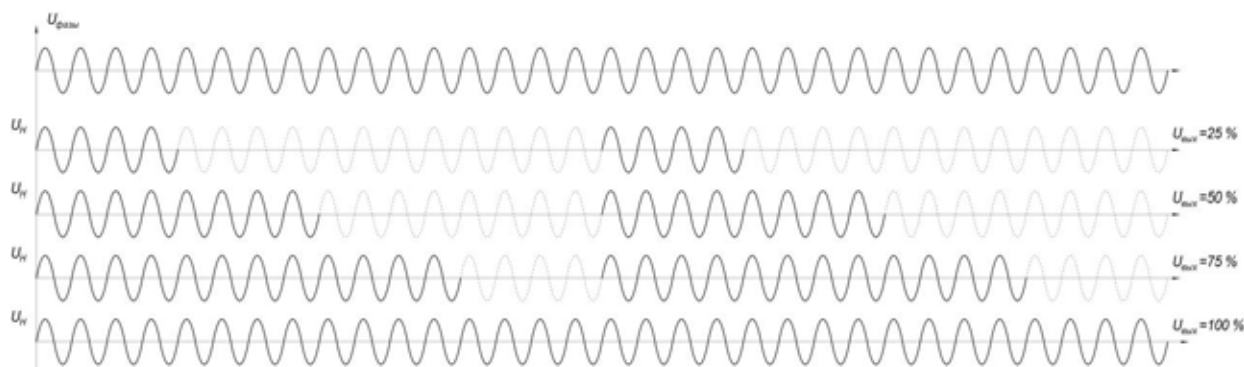 Uфазы
Uн
Uвых=25 %
Uн
Uвых=50 %
Uн
Uвых=75 %
Uн
Uвых=100 %